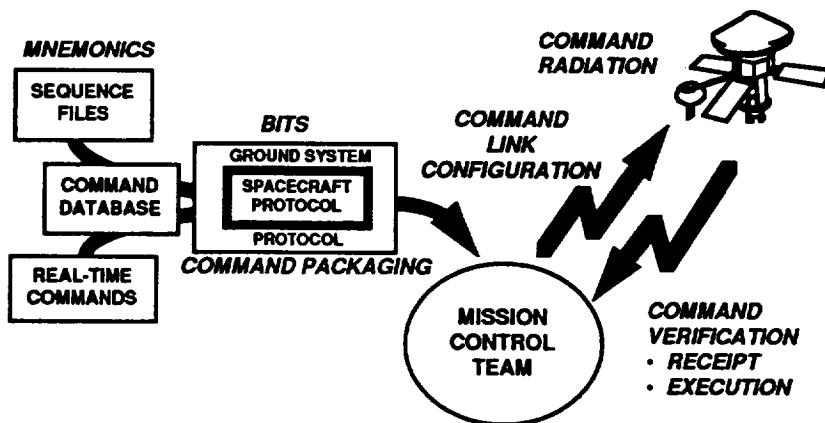 MNEMONICS
SEQUENCE
FILES
COMMAND
DATABASE
REAL-TIME
COMMANDS
BITS
GROUND SYSTEM
SPACECRAFT
PROTOCOL
PROTOCOL
COMMAND PACKAGING
MISSION
CONTROL
TEAM
COMMAND
LINK
CONFIGURATION
COMMAND
RADIATION
COMMAND
VERIFICATION
• RECEIPT
• EXECUTION